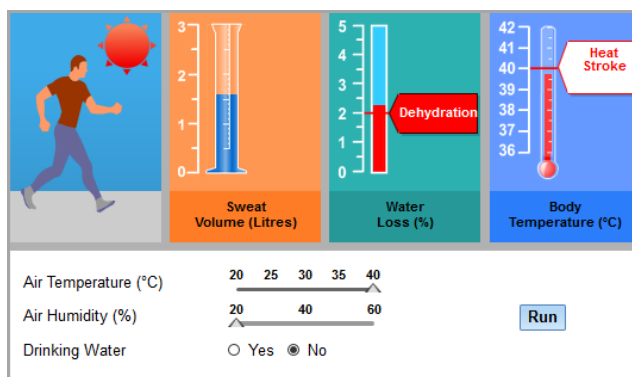 3
2
1
0
Sweat
Volume (Litres)
5
4
3
2
1
0
Dehydration
Water
Loss (%)
42
41
40
39
38
37
36
Heat
Stroke
Body
Temperature (°C)
Air Temperature (°C)
20 25 30 35 40
Air Humidity (%)
20 40 60
Drinking Water
Yes No
Run